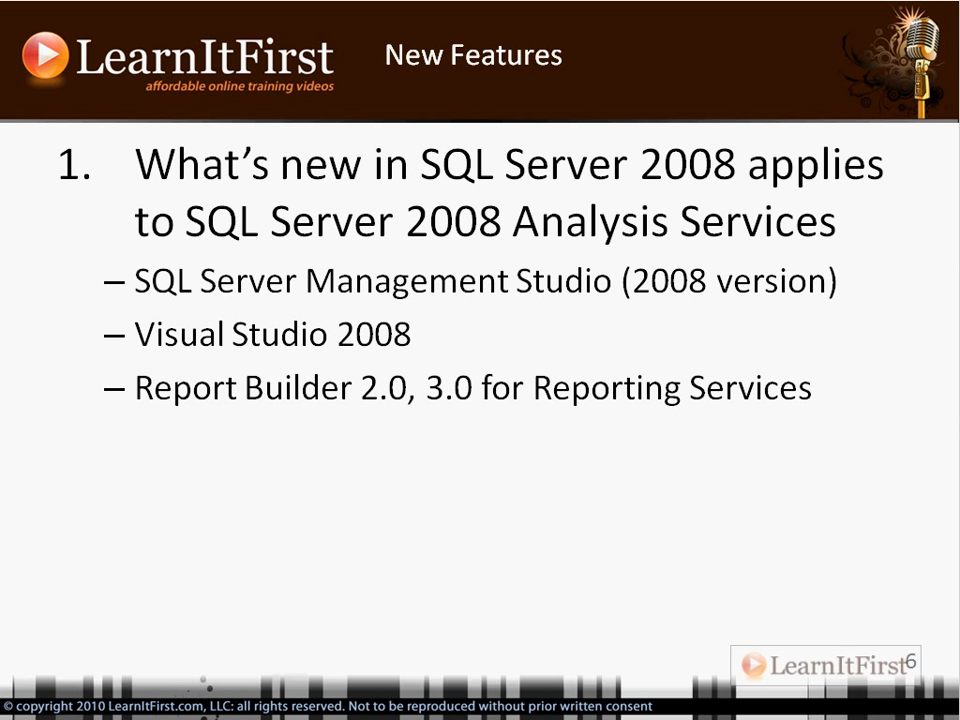 LearnItFirst
affordable online training videos
New Features
1. What's new in SQL Server 2008 applies
to SQL Server 2008 Analysis Services
– SQL Server Management Studio (2008 version)
– Visual Studio 2008
– Report Builder 2.0, 3.0 for Reporting Services
LearnItFirst
6
© copyright 2010 LearnItFirst.com, LLC: all rights reserved. Not to be reproduced without prior written consent